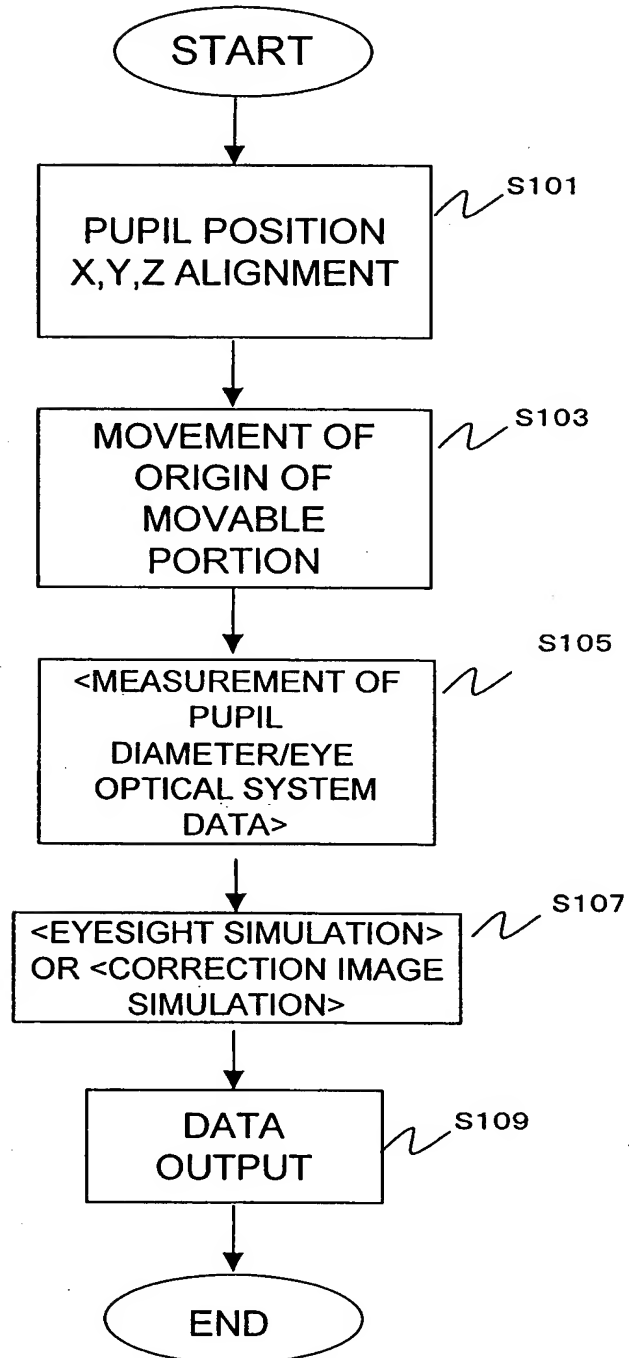 START
S101
PUPIL POSITION
X,Y,Z ALIGNMENT
S103
MOVEMENT OF
ORIGIN OF
MOVABLE
PORTION
S105
<MEASUREMENT OF
PUPIL
DIAMETER/EYE
OPTICAL SYSTEM
DATA>
S107
<EYESIGHT SIMULATION>
OR <CORRECTION IMAGE
SIMULATION>
S109
DATA
OUTPUT
END